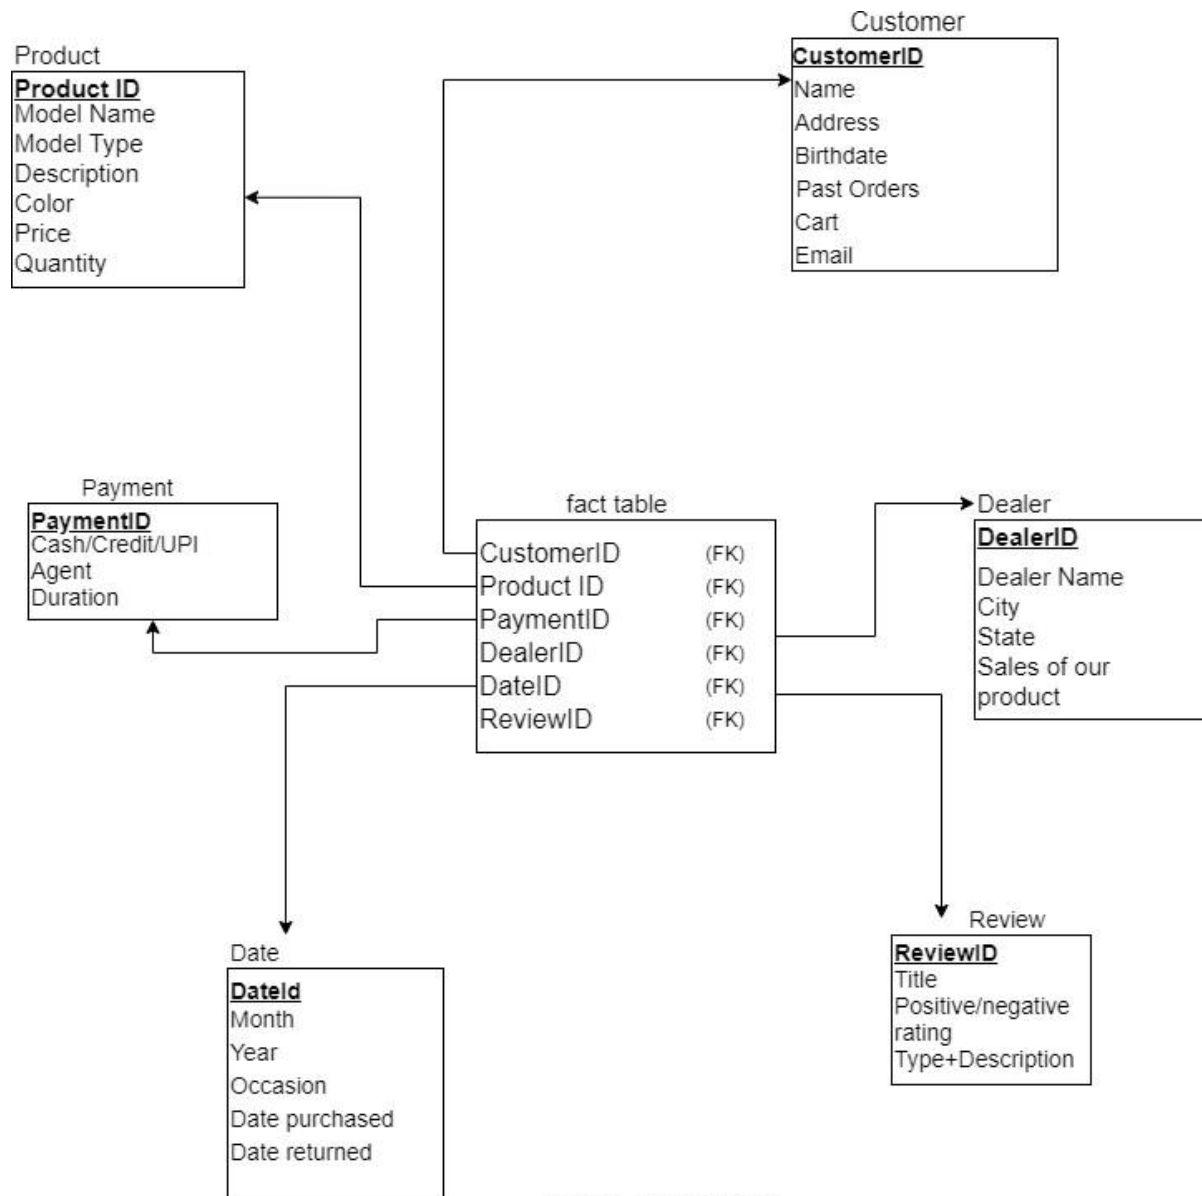 Customer
CustomerID
Name
Address
Birthdate
Past Orders
Cart
Email
Product
Product ID
Model Name
Model Type
Description
Color
Price
Quantity
Payment
PaymentID
Cash/Credit/UPI
Agent
Duration
fact table
CustomerID (FK)
Product ID (FK)
PaymentID (FK)
DealerID (FK)
DateID (FK)
ReviewID (FK)
Dealer
DealerID
Dealer Name
City
State
Sales of our
product
Date
DateId
Month
Year
Occasion
Date purchased
Date returned
Review
ReviewID
Title
Positive/negative
rating
Type+Description